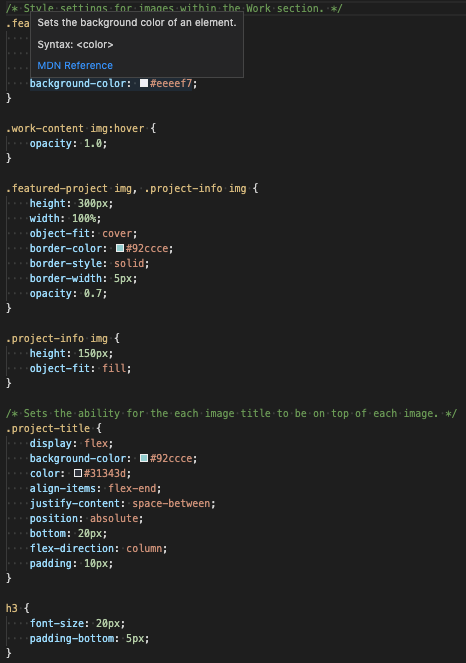 /* Style settings for images within the Work section. */
.fea
Sets the background color of an element.
Syntax: <color>
MDN Reference
background-color: #eeeef7;
}
.work-content img:hover {
opacity: 1.0;
}
.featured-project img, .project-info img {
height: 300px;
width: 100%;
object-fit: cover;
border-color: #92ccce;
border-style: solid;
border-width: 5px;
opacity: 0.7;
}
.project-info img {
height: 150px;
object-fit: fill;
}
/* Sets the ability for the each image title to be on top of each image. */
.project-title {
display: flex;
background-color: #92ccce;
color: #31343d;
align-items: flex-end;
justify-content: space-between;
position: absolute;
bottom: 20px;
flex-direction: column;
padding: 10px;
}
h3 {
font-size: 20px;
padding-bottom: 5px;
}